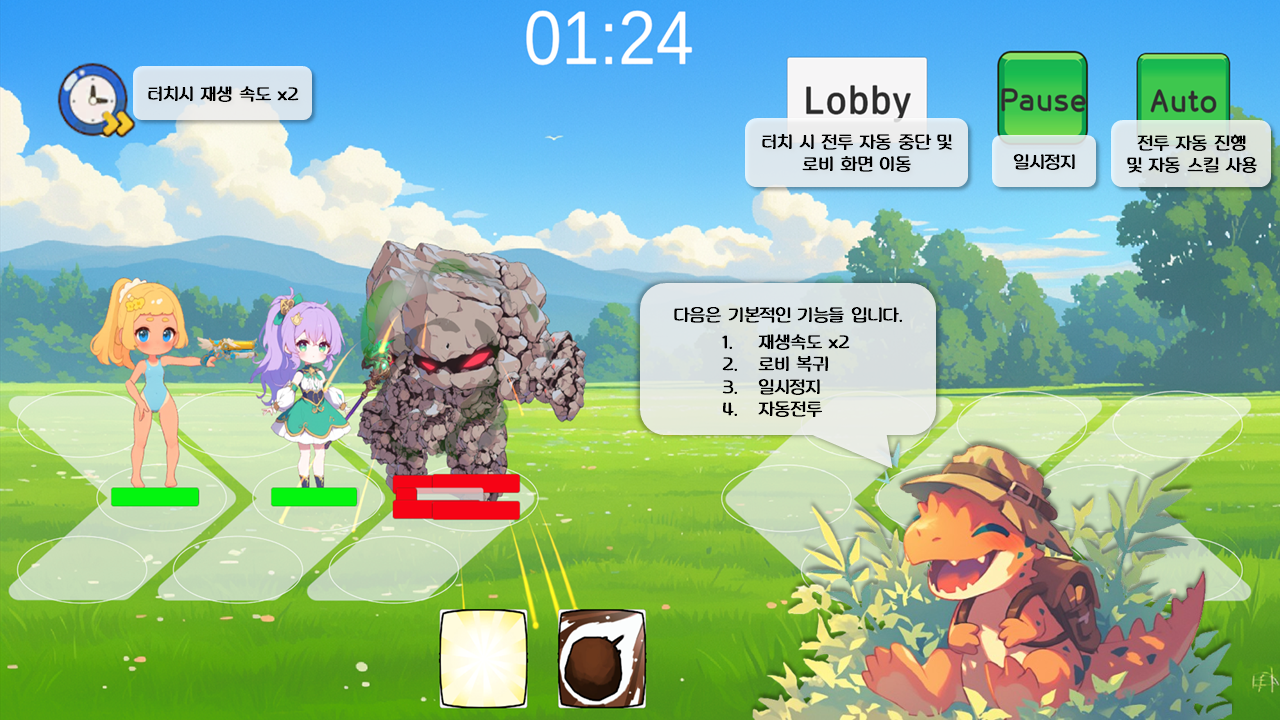 01:24
터치시 재생 속도 x2
Lobby
Pause
Auto
터치 시 전투 자동 중단 및
로비 화면 이동
일시정지
전투 자동 진행
및 자동 스킬 사용
다음은 기본적인 기능들 입니다.
1. 재생속도 x2
2. 로비 복귀
3. 일시정지
4. 자동전투